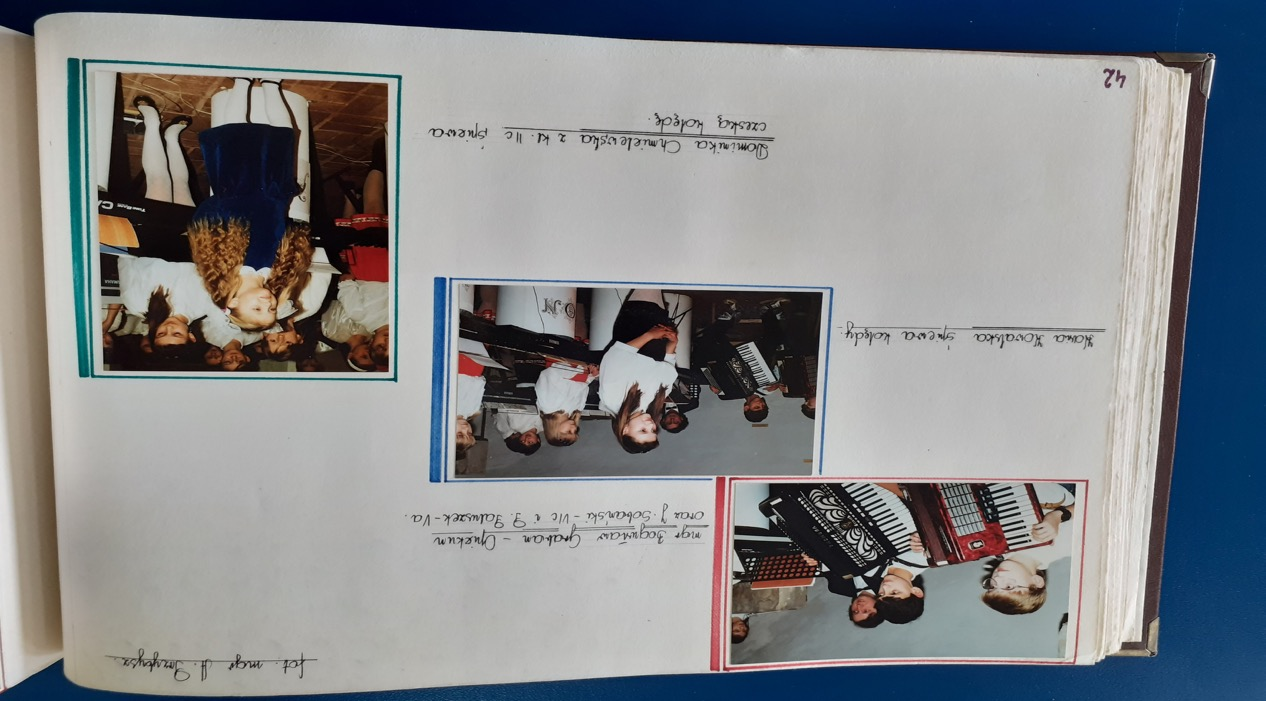 fot. mgr
mgr Bogusław Graban - Opiekun
oraz J. Sobański - VIc i P. - Va.
Kowalska śpiewa kolędy.
Dominika Chmielewska z kl. IIc śpiewa
czeską kolędę.
42